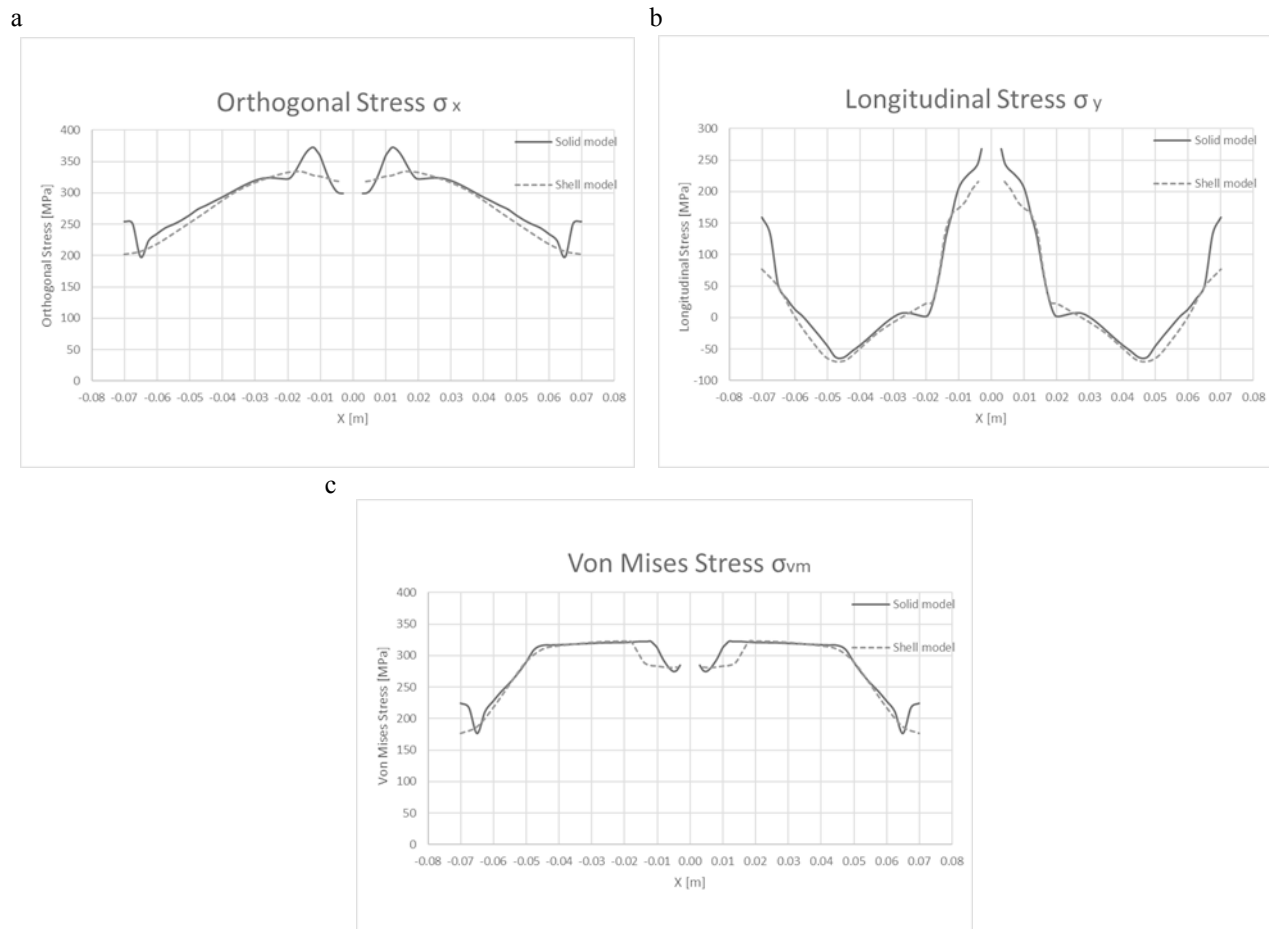 a
Orthogonal Stress σ x
400
350
300
250
200
150
100
50
0
Orthogonal Stress [MPa]
-0.08 -0.07 -0.06 -0.05 -0.04 -0.03 -0.02 -0.01 0.00 0.01 0.02 0.03 0.04 0.05 0.06 0.07 0.08
X [m]
Solid model
Shell model
b
Longitudinal Stress σ y
300
250
200
150
100
50
0
-50
-100
Longitudinal Stress [MPa]
-0.08 -0.07 -0.06 -0.05 -0.04 -0.03 -0.02 -0.01 0.00 0.01 0.02 0.03 0.04 0.05 0.06 0.07 0.08
X [m]
Solid model
Shell model
c
Von Mises Stress σvm
400
350
300
250
200
150
100
50
0
Von Mises Stress [MPa]
-0.08 -0.07 -0.06 -0.05 -0.04 -0.03 -0.02 -0.01 0.00 0.01 0.02 0.03 0.04 0.05 0.06 0.07 0.08
X [m]
Solid model
Shell model